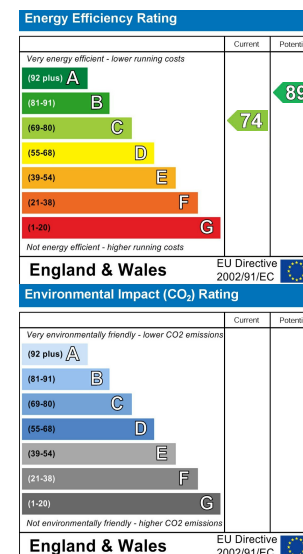 Energy Efficiency Rating
Current Potenti
Very energy efficient - lower running costs
(92 plus) A
(81-91) B
(69-80) C
(55-68) D
(39-54) E
(21-38) F
(1-20) G
74
89
Not energy efficient - higher running costs
England & Wales
EU Directive
2002/91/EC
Environmental Impact (CO₂) Rating
Current Potenti
Very environmentally friendly - lower CO2 emissions
(92 plus) A
(81-91) B
(69-80) C
(55-68) D
(39-54) E
(21-38) F
(1-20) G
Not environmentally friendly - higher CO2 emissions
England & Wales
EU Directive
2002/91/EC